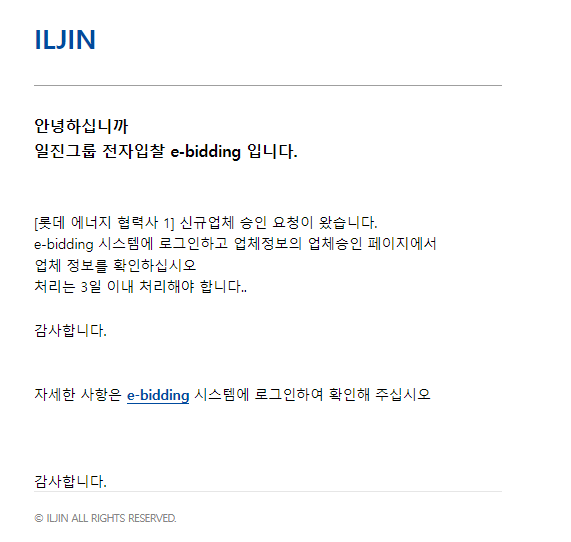 ILJIN
안녕하십니까
일진그룹 전자입찰 e-bidding 입니다.
[롯데 에너지 협력사 1] 신규업체 승인 요청이 왔습니다.
e-bidding 시스템에 로그인하고 업체정보의 업체승인 페이지에서
업체 정보를 확인하십시오
처리는 3일 이내 처리해야 합니다..
감사합니다.
자세한 사항은 e-bidding 시스템에 로그인하여 확인해 주십시오
감사합니다.
© ILJIN ALL RIGHTS RESERVED.